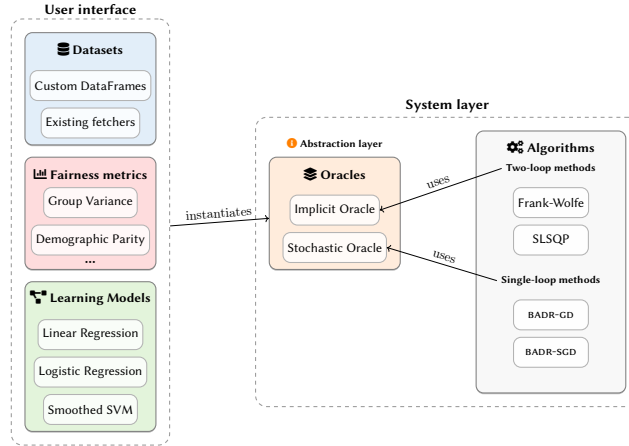 User interface
Datasets
Custom DataFrames
Existing fetchers
Fairness metrics
Group Variance
Demographic Parity
...
Learning Models
Linear Regression
Logistic Regression
Smoothed SVM
instantiates
System layer
Abstraction layer
Oracles
Implicit Oracle
Stochastic Oracle
uses
uses
Algorithms
Two-loop methods
Frank-Wolfe
SLSQP
Single-loop methods
BADR-GD
BADR-SGD